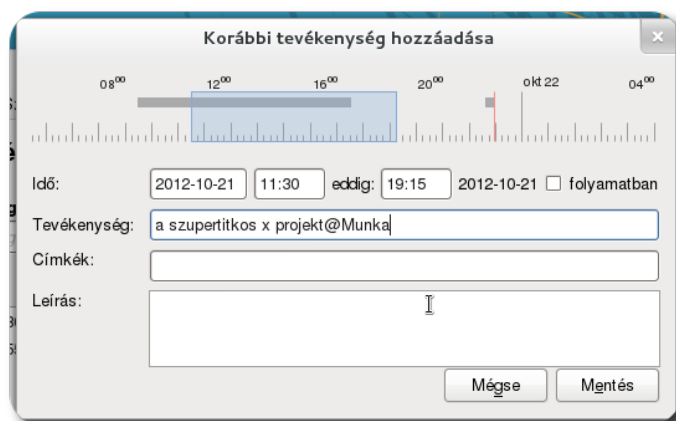 Korábbi tevékenység hozzáadása
08⁰⁰ 12⁰⁰ 16⁰⁰ 20⁰⁰ okt 22 04⁰⁰
Idő: 2012-10-21 11:30 eddig: 19:15 2012-10-21 folyamatban
Tevékenység: a szupertitkos x projekt@Munka
Címkék:
Leírás:
Mégse Mentés